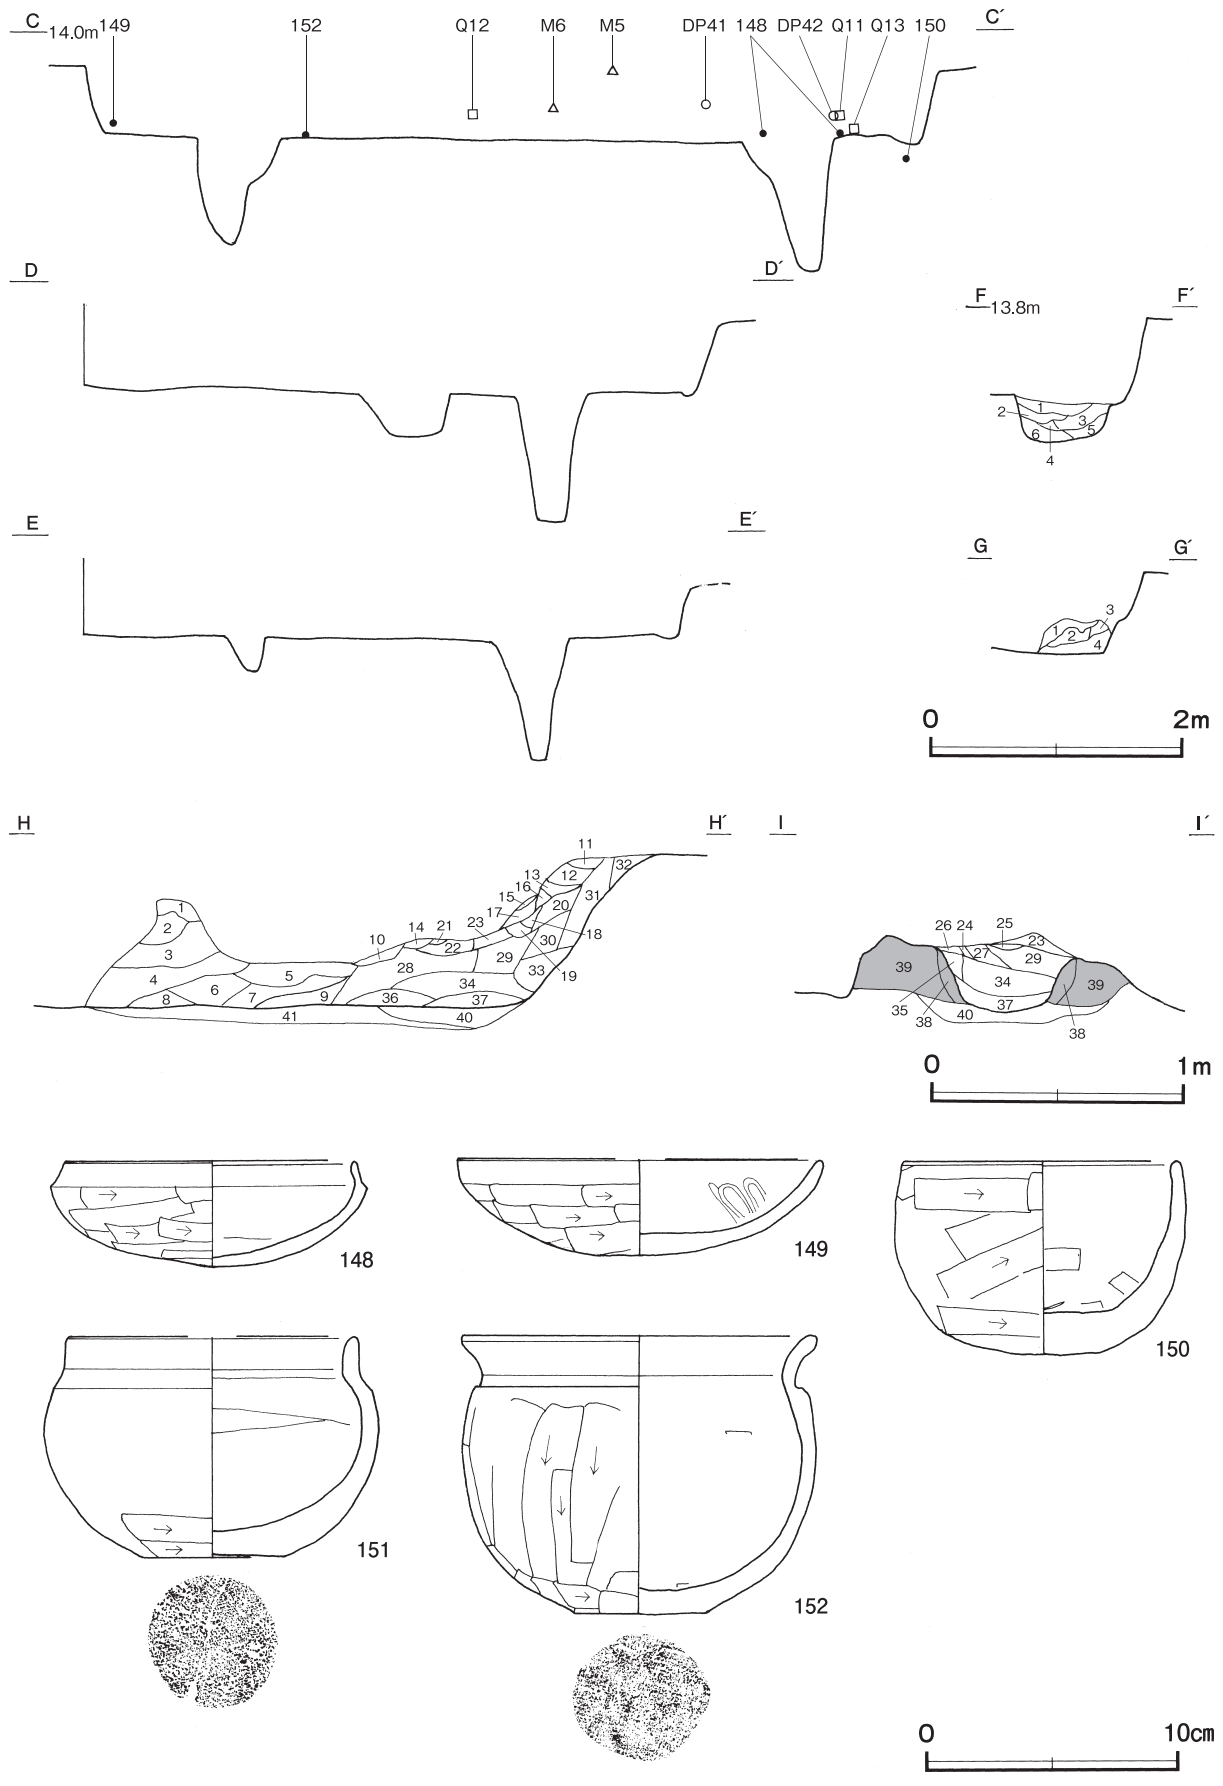 C 14.0m 149 152 Q12 M6 M5 DP41 148 DP42 Q11 Q13 150 C´
D D´
F 13.8m F´
1
2 3
6 5
4
E E´
G G´
3
1 2
4
0 2m
H H´ I I´
11
13 12 32
16
15 20 31
1 17
2 14 21 23 18
10 22 30
3 28 29 19
4 5 34 33
6
8 7 9 36 37
41 40
26 24 25 23
27 29
39 34 39
35 37
38 40 38
0 1m
148
149
150
151
152
0 10cm